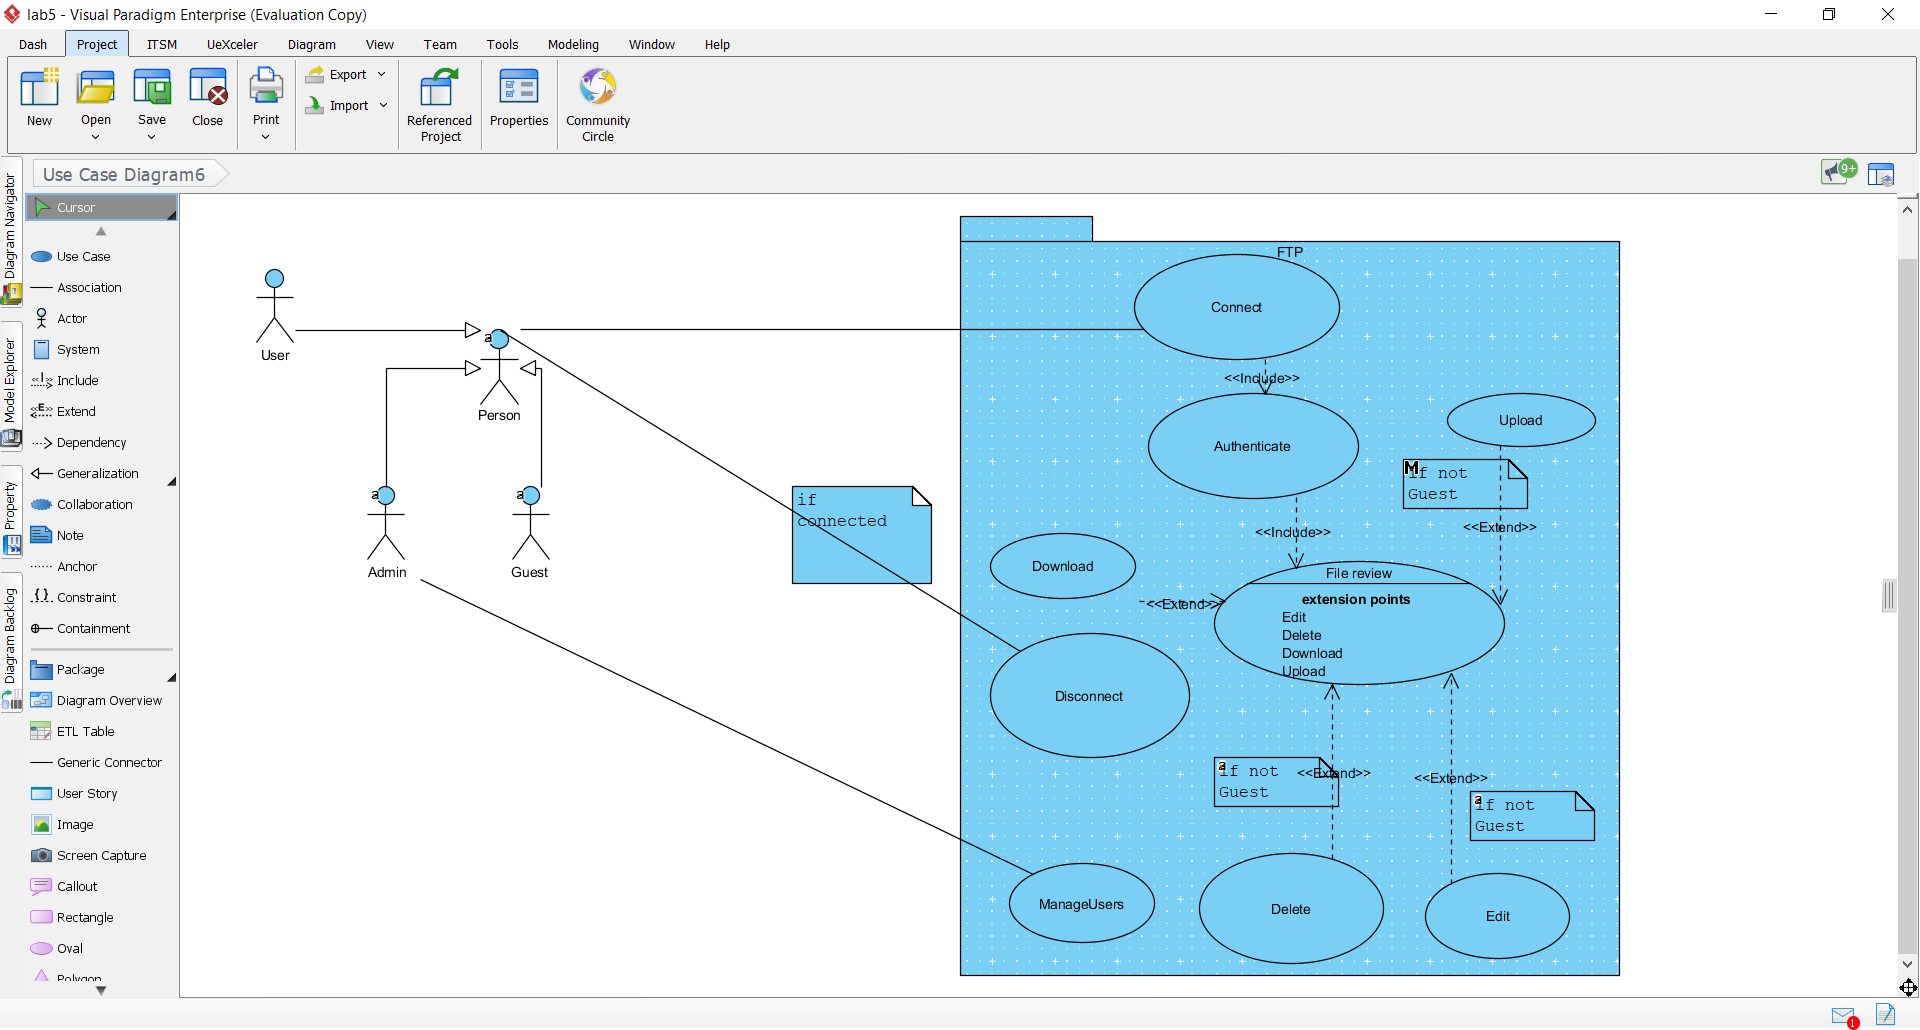 lab5 - Visual Paradigm Enterprise (Evaluation Copy)
Dash Project ITSM UeXceler Diagram View Team Tools Modeling Window Help
New Open Save Close Print Export Import Referenced Project Properties Community Circle
Use Case Diagram6
9+
Diagram Navigator
Model Explorer
Property
Diagram Backlog
Cursor
Use Case
Association
Actor
System
Include
Extend
Dependency
Generalization
Collaboration
Note
Anchor
Constraint
Containment
Package
Diagram Overview
ETL Table
Generic Connector
User Story
Image
Screen Capture
Callout
Rectangle
Oval
Polygon
User
a
Person
a
Admin
a
Guest
if
connected
FTP
Connect
<<Include>>
Authenticate
Upload
M
if not
Guest
<<Include>>
<<Extend>>
Download
<<Extend>>
File review
extension points
Edit
Delete
Download
Upload
Disconnect
a
if not
Guest
<<Extend>>
<<Extend>>
a
if not
Guest
ManageUsers
Delete
Edit
1